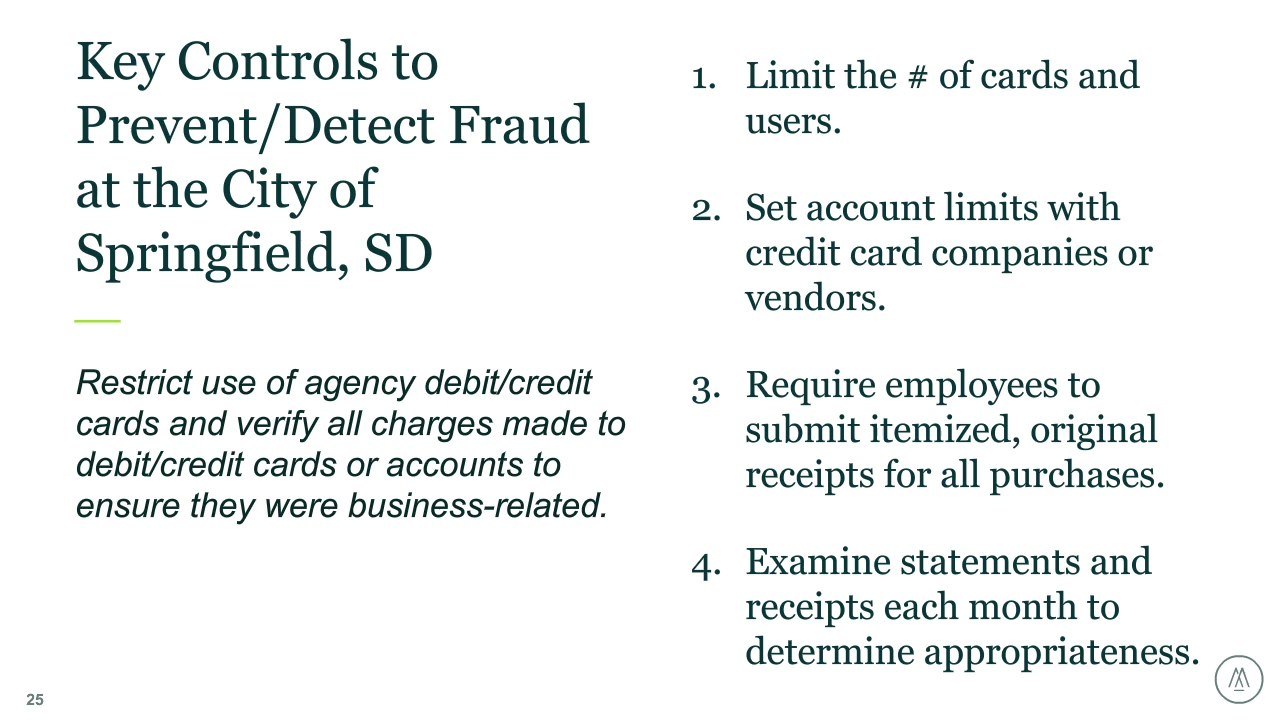 Key Controls to
Prevent/Detect Fraud
at the City of
Springfield, SD
Restrict use of agency debit/credit
cards and verify all charges made to
debit/credit cards or accounts to
ensure they were business-related.
1. Limit the # of cards and
users.
2. Set account limits with
credit card companies or
vendors.
3. Require employees to
submit itemized, original
receipts for all purchases.
4. Examine statements and
receipts each month to
determine appropriateness.
25